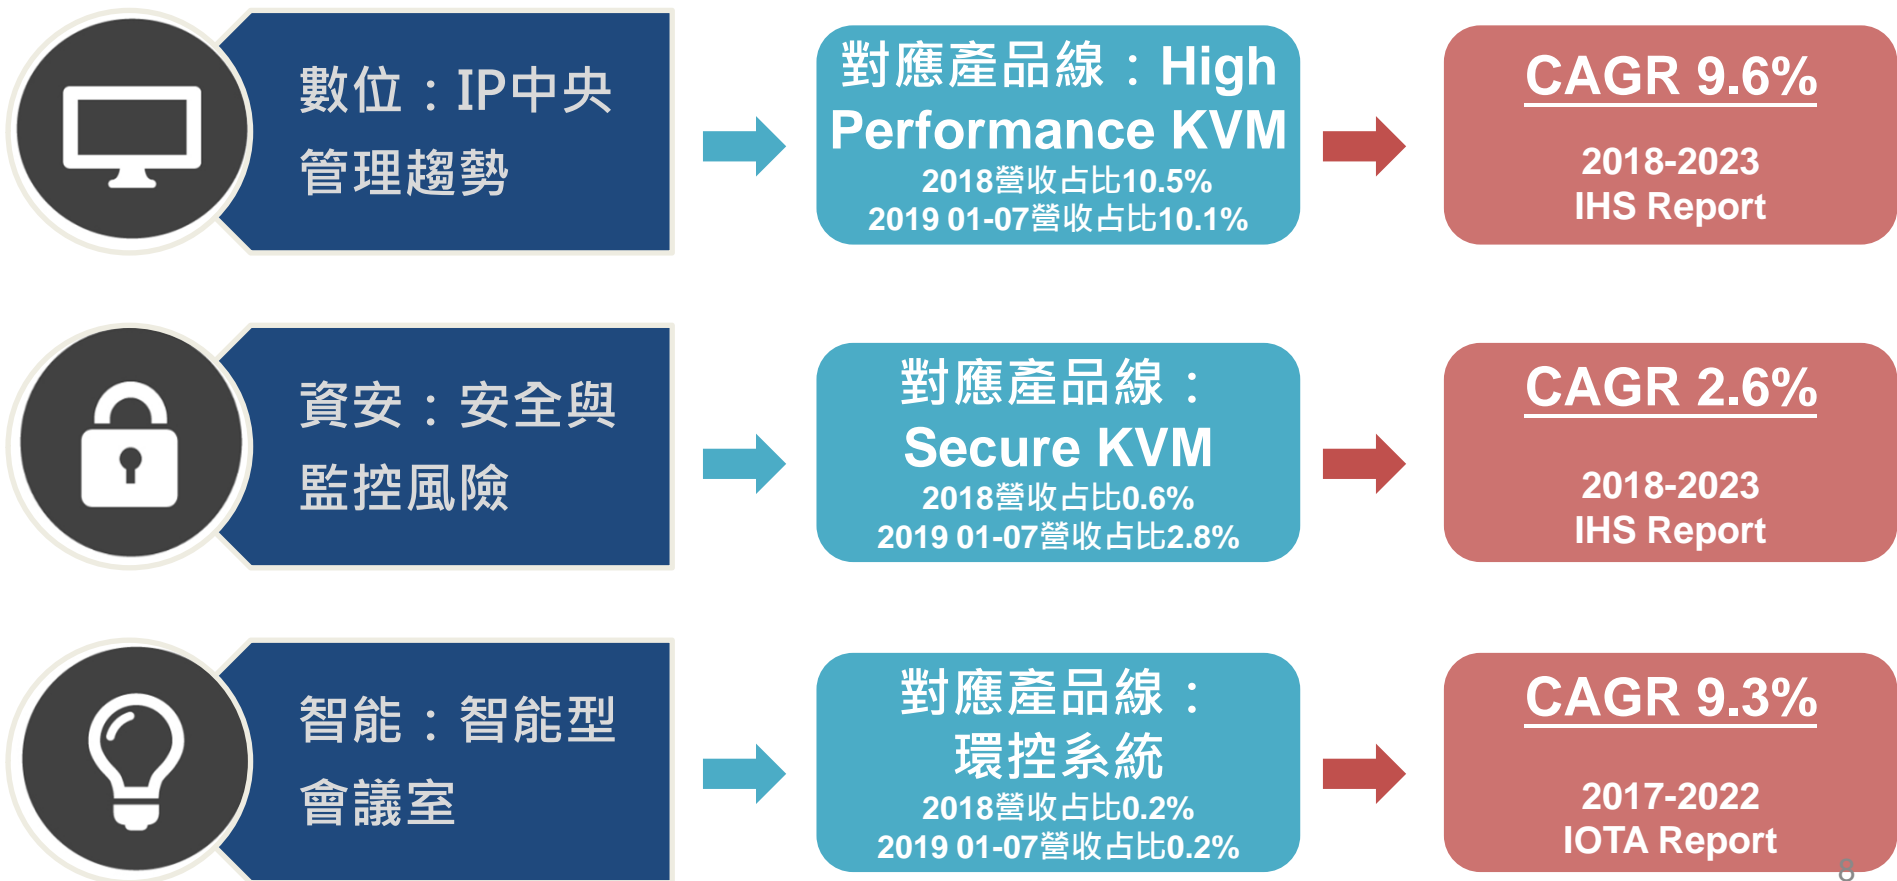 數位：IP中央
管理趨勢
對應產品線：High
Performance KVM
2018營收占比10.5%
2019 01-07營收占比10.1%
CAGR 9.6%
2018-2023
IHS Report
資安：安全與
監控風險
對應產品線：
Secure KVM
2018營收占比0.6%
2019 01-07營收占比2.8%
CAGR 2.6%
2018-2023
IHS Report
智能：智能型
會議室
對應產品線：
環控系統
2018營收占比0.2%
2019 01-07營收占比0.2%
CAGR 9.3%
2017-2022
IOTA Report
8